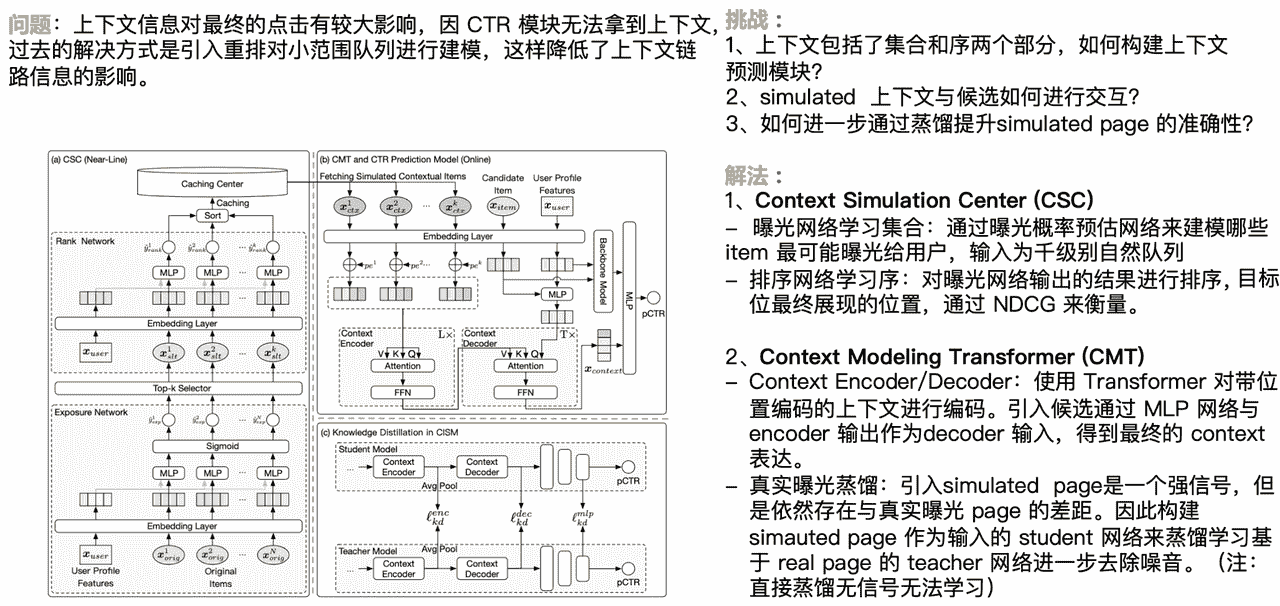 问题：上下文信息对最终的点击有较大影响，因 CTR 模块无法拿到上下文，
过去的解决方式是引入重排对小范围队列进行建模，这样降低了上下文链
路信息的影响。
(a) CSC (Near-Line)
Caching Center
Caching
Sort
Rank Network
MLP
MLP
...
MLP
Embedding Layer
x_user
x^1_slt
x^2_slt
...
x^k_slt
Top-k Selector
Exposure Network
Sigmoid
MLP
MLP
...
MLP
Embedding Layer
x_user
x^1_orig
x^2_orig
...
x^N_orig
User Profile
Features
Original
Items
(b) CMT and CTR Prediction Model (Online)
Fetching Simulated Contextual Items
Candidate
Item
User Profile
Features
x^1_ctx
x^2_ctx
...
x^k_ctx
x_item
x_user
Embedding Layer
pe^1
pe^2...
pe^k
MLP
Backbone Model
MLP
pCTR
Context
Encoder
L×
V K Q
Attention
FFN
Context
Decoder
T×
V K Q
Attention
FFN
x_context
(c) Knowledge Distillation in CISM
Student Model
...
Context
Encoder
Context
Decoder
pCTR
Avg Pool
ℓ^enc_kd
ℓ^dec_kd
ℓ^mlp_kd
Avg Pool
Teacher Model
...
Context
Encoder
Context
Decoder
pCTR
挑战：
1、上下文包括了集合和序两个部分，如何构建上下文
预测模块？
2、simulated 上下文与候选如何进行交互？
3、如何进一步通过蒸馏提升simulated page 的准确性？
解法：
1、Context Simulation Center (CSC)
– 曝光网络学习集合：通过曝光概率预估网络来建模哪些
item 最可能曝光给用户，输入为千级别自然队列
– 排序网络学习序：对曝光网络输出的结果进行排序，目标
位最终展现的位置，通过 NDCG 来衡量。
2、Context Modeling Transformer (CMT)
– Context Encoder/Decoder：使用 Transformer 对带位
置编码的上下文进行编码。引入候选通过 MLP 网络与
encoder 输出作为decoder 输入，得到最终的 context
表达。
– 真实曝光蒸馏：引入simulated page是一个强信号，但
是依然存在与真实曝光 page 的差距。因此构建
simauted page 作为输入的 student 网络来蒸馏学习基
于 real page 的 teacher 网络进一步去除噪音。（注：
直接蒸馏无信号无法学习）